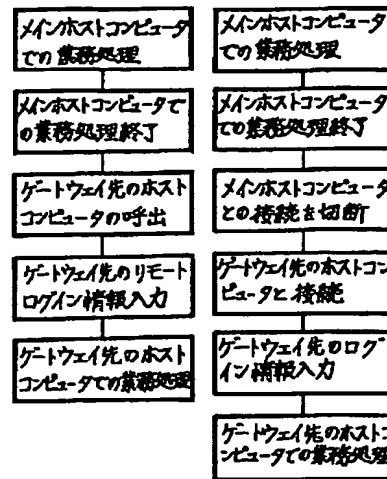 メインホストコンピュータ
での業務処理
メインホストコンピュータで
の業務処理終了
ゲートウェイ先のホスト
コンピュータの呼出
ゲートウェイ先のリモート
ログイン情報入力
ゲートウェイ先のホスト
コンピュータでの業務処理
メインホストコンピュータ
での業務処理
メインホストコンピュータ
での業務処理終了
メインホストコンピュータ
との接続を切断
ゲートウェイ先のホストコン
ピュータと接続
ゲートウェイ先のログ
イン情報入力
ゲートウェイ先のホストコ
ンピュータでの業務処理